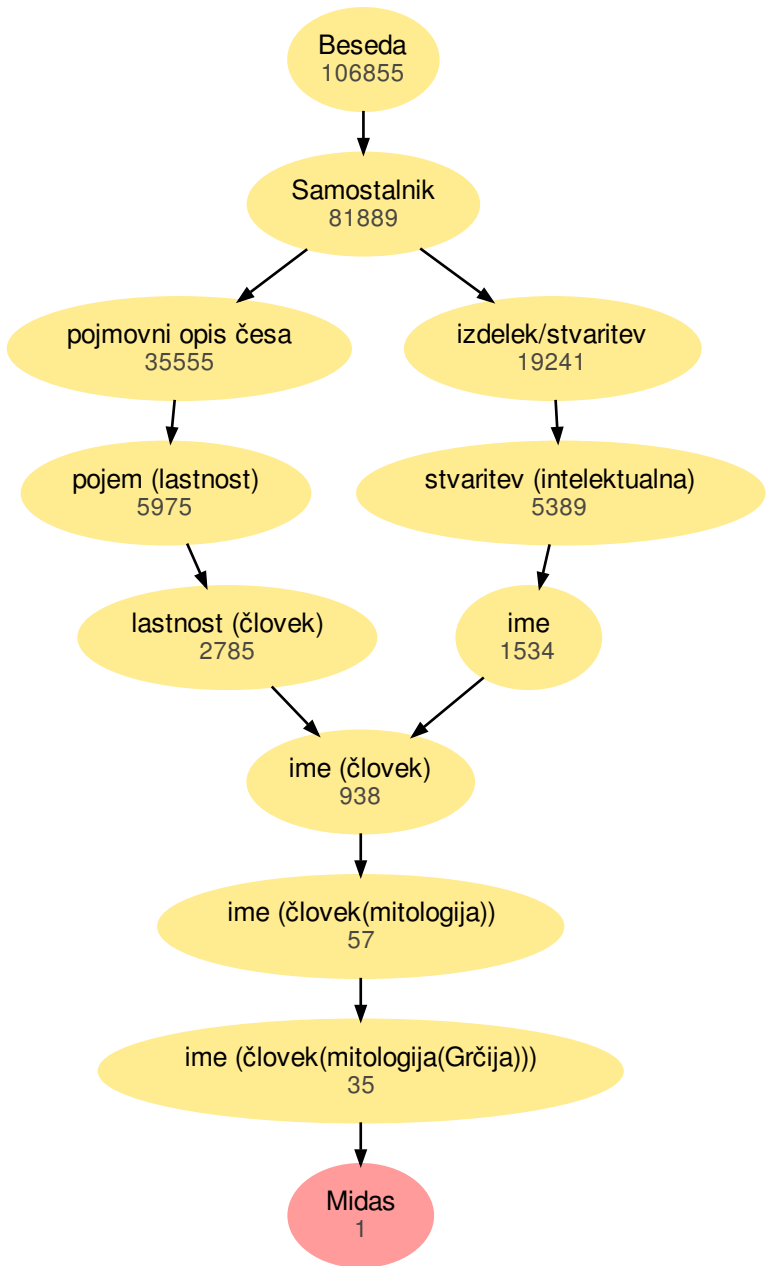 Beseda
106855
Samostalnik
81889
pojmovni opis česa
35555
izdelek/stvaritev
19241
pojem (lastnost)
5975
stvaritev (intelektualna)
5389
lastnost (človek)
2785
ime
1534
ime (človek)
938
ime (človek(mitologija))
57
ime (človek(mitologija(Grčija)))
35
Midas
1